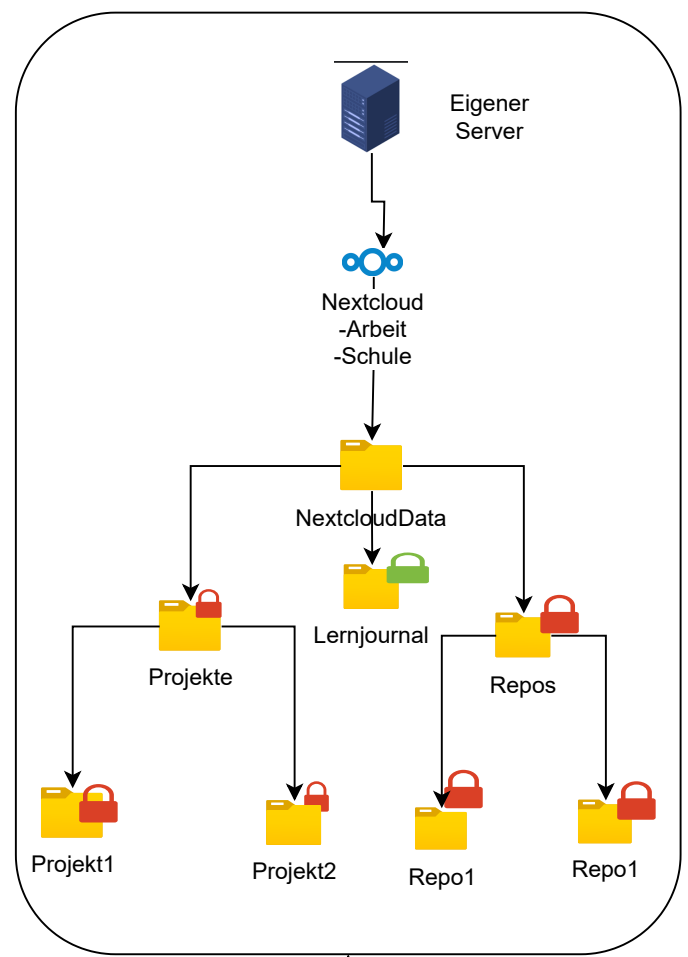 Eigener
Server
Nextcloud
-Arbeit
-Schule
NextcloudData
Lernjournal
Projekte
Repos
Projekt1
Projekt2
Repo1
Repo1